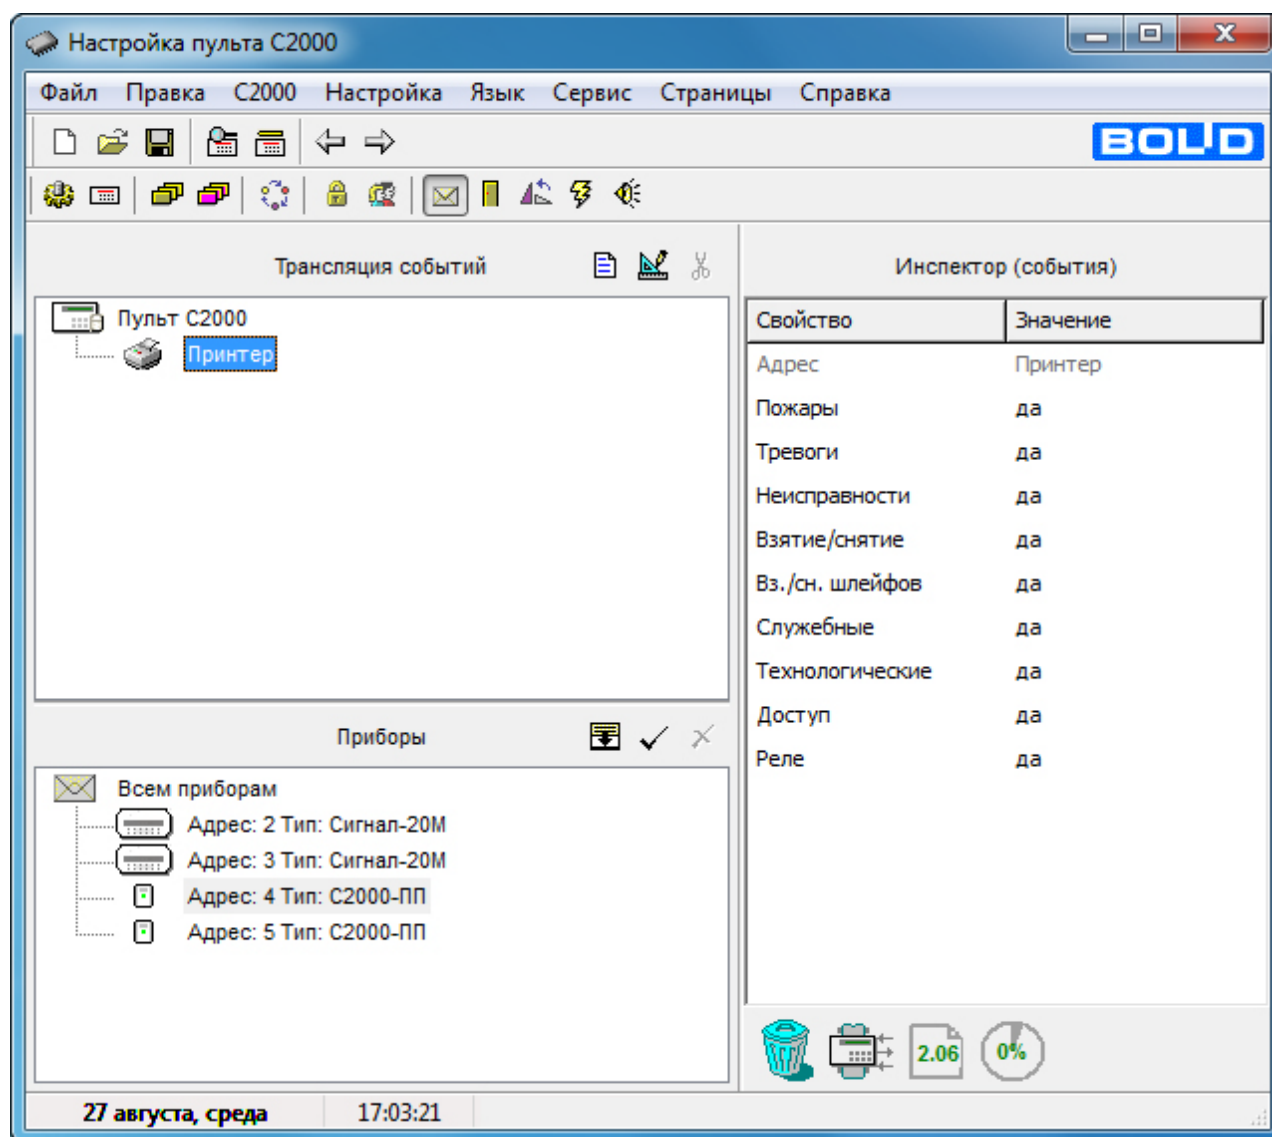 Настройка пульта С2000
Файл Правка С2000 Настройка Язык Сервис Страницы Справка
BOLID
Трансляция событий
Пульт С2000
Принтер
Приборы
Всем приборам
Адрес: 2 Тип: Сигнал-20М
Адрес: 3 Тип: Сигнал-20М
Адрес: 4 Тип: С2000-ПП
Адрес: 5 Тип: С2000-ПП
Инспектор (события)
Свойство Значение
Адрес Принтер
Пожары да
Тревоги да
Неисправности да
Взятие/снятие да
Вз./сн. шлейфов да
Служебные да
Технологические да
Доступ да
Реле да
2.06 0%
27 августа, среда 17:03:21